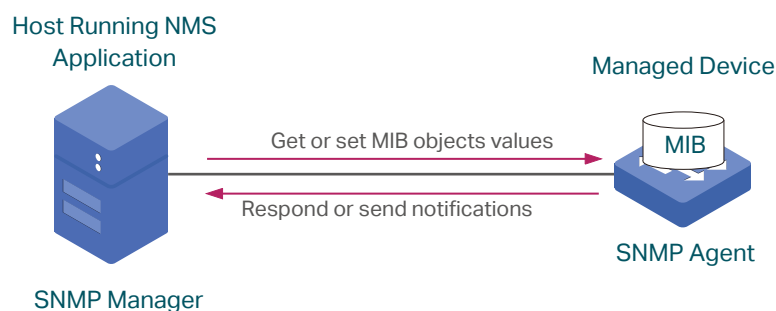 Host Running NMS
Application
Managed Device
Get or set MIB objects values
MIB
Respond or send notifications
SNMP Agent
SNMP Manager